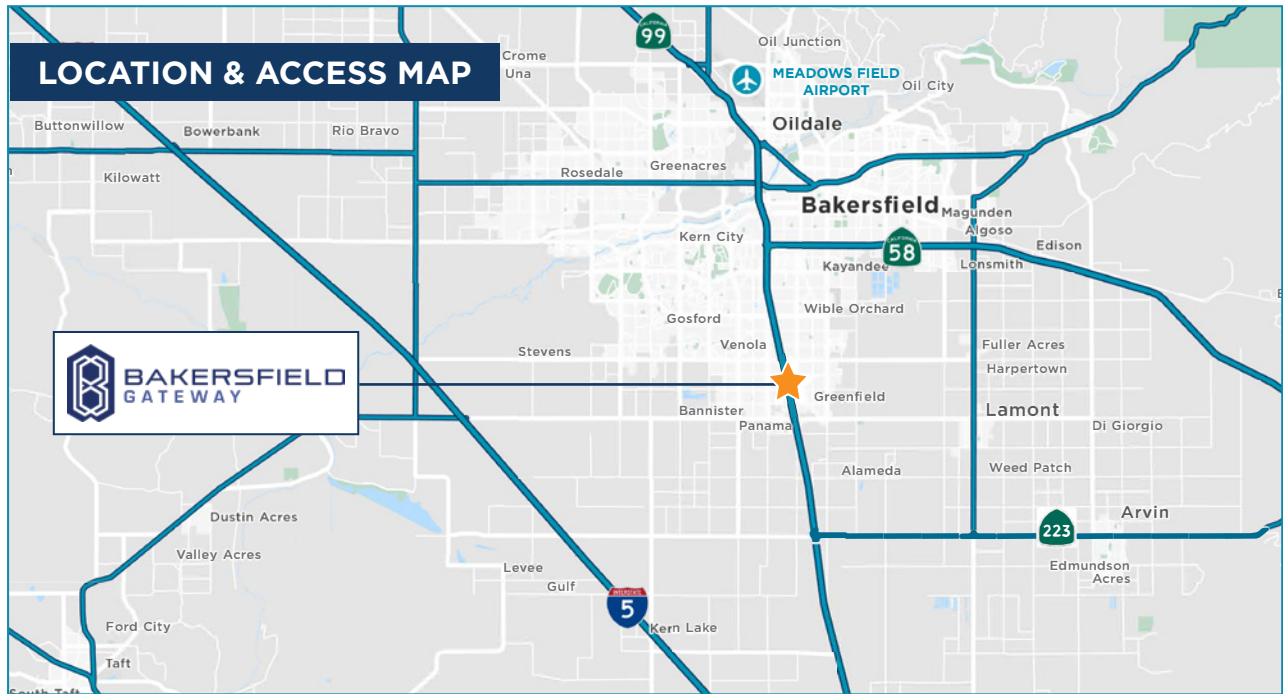 LOCATION & ACCESS MAP
CALIFORNIA
99
Oil Junction
Crome
Una
MEADOWS FIELD
AIRPORT
Oil City
Buttonwillow
Bowerbank
Rio Bravo
Oildale
Kilowatt
Rosedale
Greenacres
Bakersfield
Magunden
Algoso
Kern City
CALIFORNIA
58
Edison
Kayandee
Lonsmith
Wible Orchard
Gosford
Venola
Stevens
Fuller Acres
Harpertown
BAKERSFIELD
GATEWAY
Greenfield
Bannister
Panama
Lamont
Di Giorgio
Alameda
Weed Patch
Dustin Acres
Arvin
223
Valley Acres
Levee
Gulf
Edmundson
Acres
INTERSTATE
5
Kern Lake
Ford City
Taft
South Taft